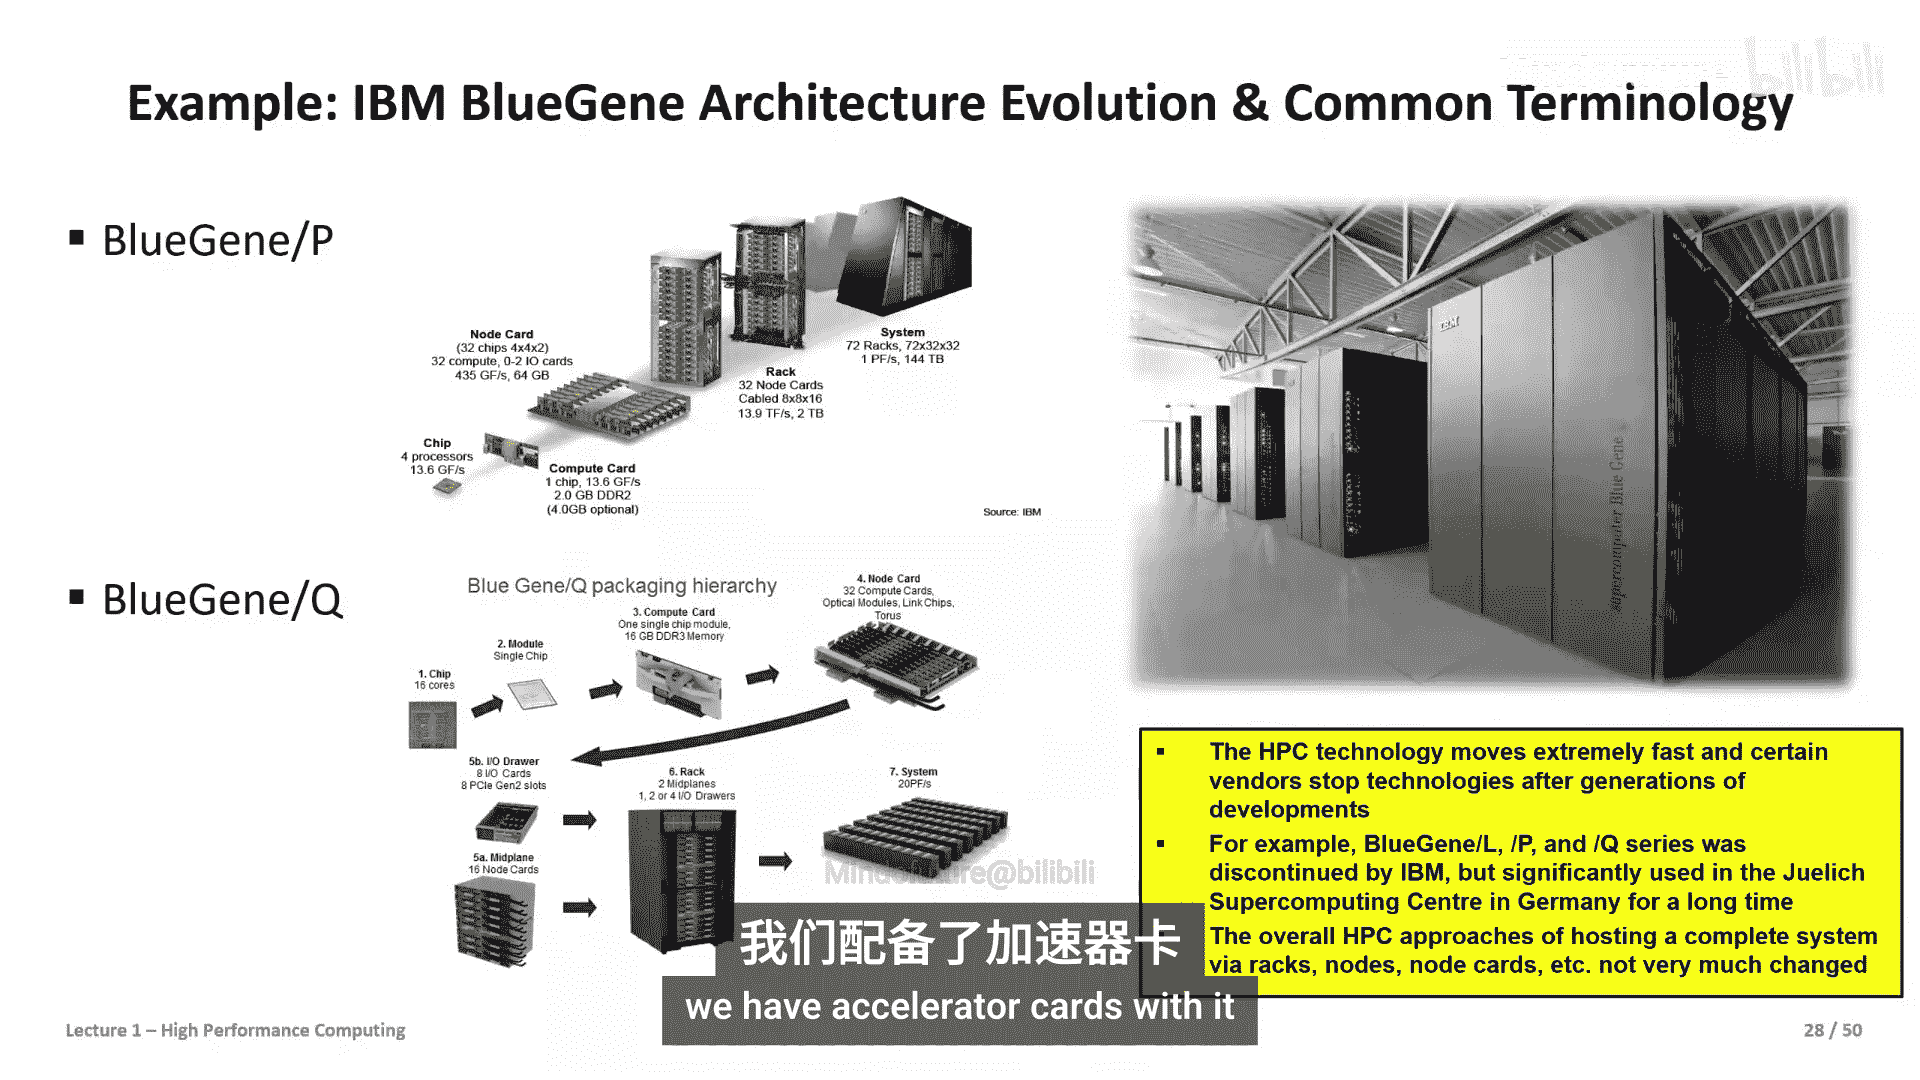 bilibili
Example: IBM BlueGene Architecture Evolution & Common Terminology
▪ BlueGene/P
Node Card
(32 chips 4x4x2)
32 compute, 0-2 IO cards
435 GF/s, 64 GB
Chip
4 processors
13.6 GF/s
Compute Card
1 chip, 13.6 GF/s
2.0 GB DDR2
(4.0GB optional)
Rack
32 Node Cards
Cabled 8x8x16
13.9 TF/s, 2 TB
System
72 Racks, 72x32x32
1 PF/s, 144 TB
Source: IBM
IBM
supercomputer Blue Gene
▪ BlueGene/Q
Blue Gene/Q packaging hierarchy
1. Chip
16 cores
2. Module
Single Chip
3. Compute Card
One single chip module,
16 GB DDR3 Memory
4. Node Card
32 Compute Cards,
Optical Modules, Link Chips,
Torus
5b. I/O Drawer
8 I/O Cards
8 PCIe Gen2 slots
5a. Midplane
16 Node Cards
6. Rack
2 Midplanes
1, 2 or 4 I/O Drawers
7. System
20PF/s
@bilibili
▪ The HPC technology moves extremely fast and certain
vendors stop technologies after generations of
developments
▪ For example, BlueGene/L, /P, and /Q series was
discontinued by IBM, but significantly used in the Juelich
Supercomputing Centre in Germany for a long time
The overall HPC approaches of hosting a complete system
via racks, nodes, node cards, etc. not very much changed
我们配备了加速器卡
we have accelerator cards with it
Lecture 1 – High Performance Computing
28 / 50